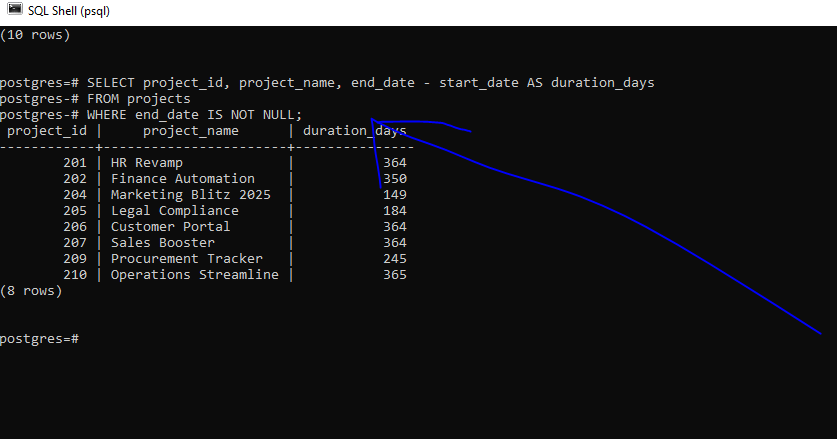 SQL Shell (psql)
(10 rows)
postgres=# SELECT project_id, project_name, end_date - start_date AS duration_days
postgres-# FROM projects
postgres-# WHERE end_date IS NOT NULL;
project_id | project_name | duration_days
------------+-----------------------+---------------
201 | HR Revamp | 364
202 | Finance Automation | 350
204 | Marketing Blitz 2025 | 149
205 | Legal Compliance | 184
206 | Customer Portal | 364
207 | Sales Booster | 364
209 | Procurement Tracker | 245
210 | Operations Streamline | 365
(8 rows)
postgres=#